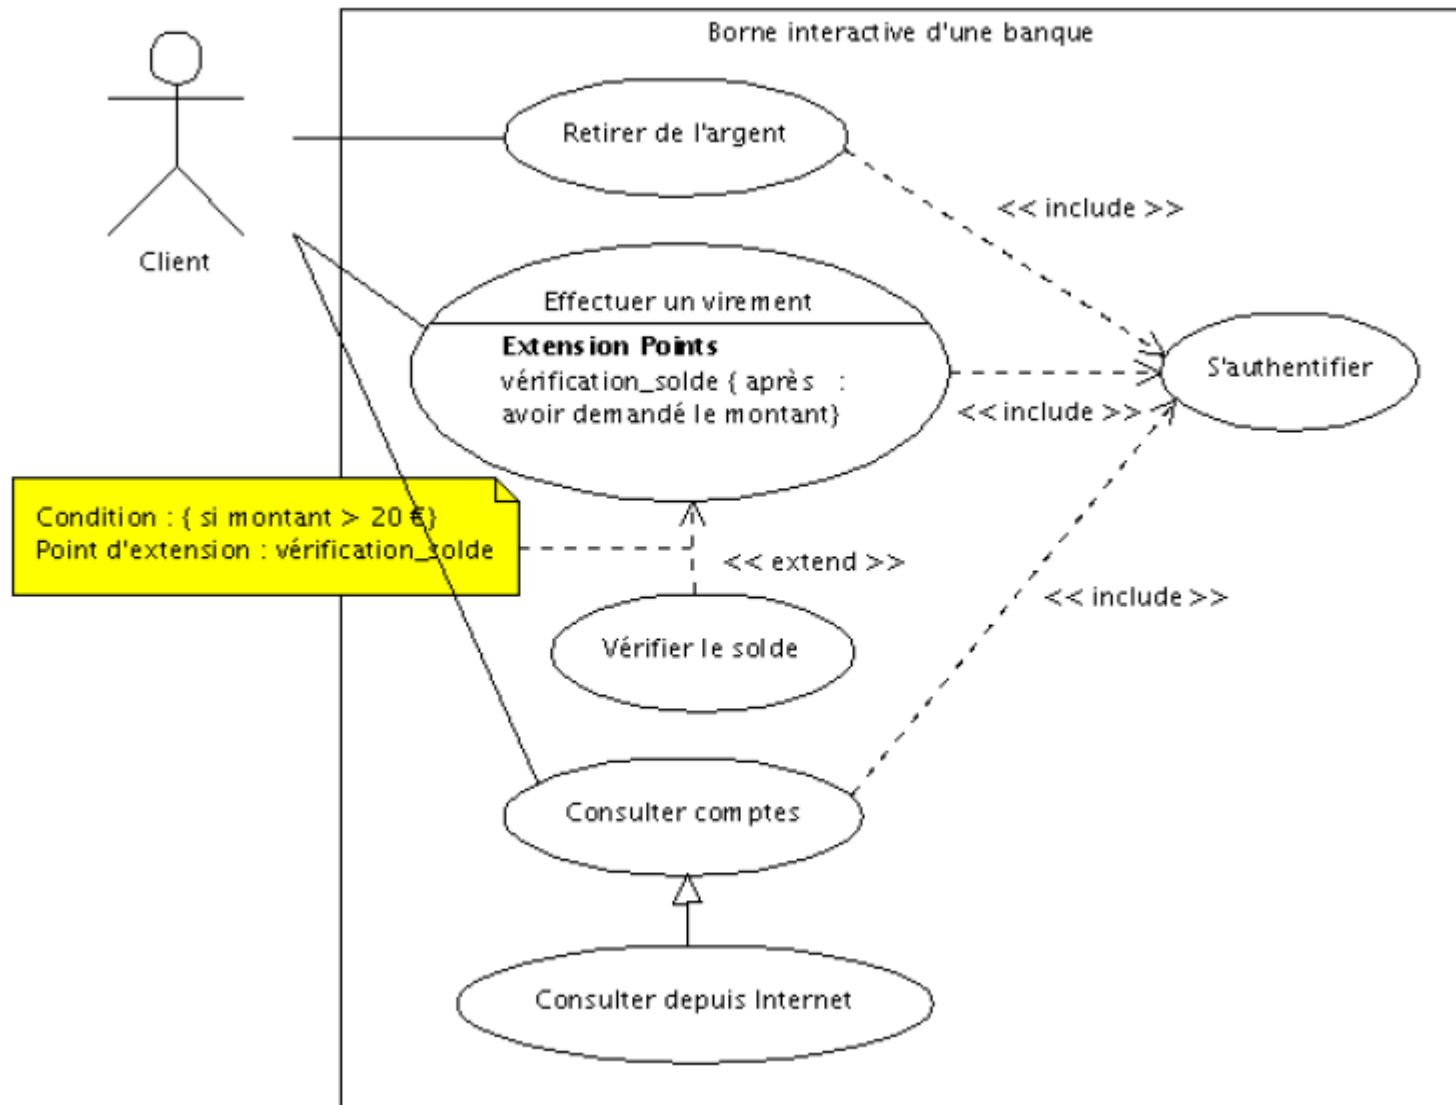 Borne interactive d'une banque
Retirer de l'argent
<< include >>
Client
Effectuer un virement
Extension Points
vérification_solde { après :
avoir demandé le montant}
S'authentifier
<< include >>
Condition : { si montant > 20 €}
Point d'extension : vérification_solde
<< extend >>
<< include >>
Vérifier le solde
Consulter comptes
Consulter depuis Internet